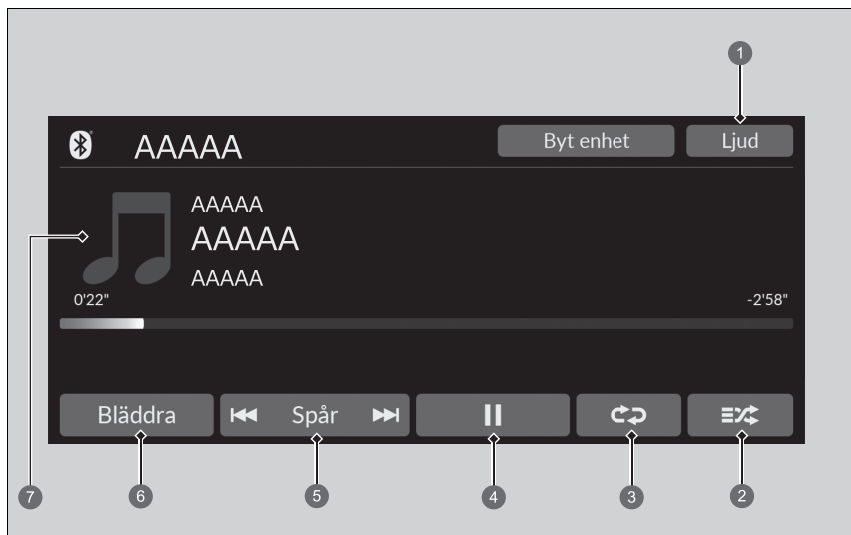 1
AAAAA
Byt enhet
Ljud
AAAAA
AAAAA
AAAAA
7
0'22"
-2'58"
Bläddra
Spår
6
5
4
3
2